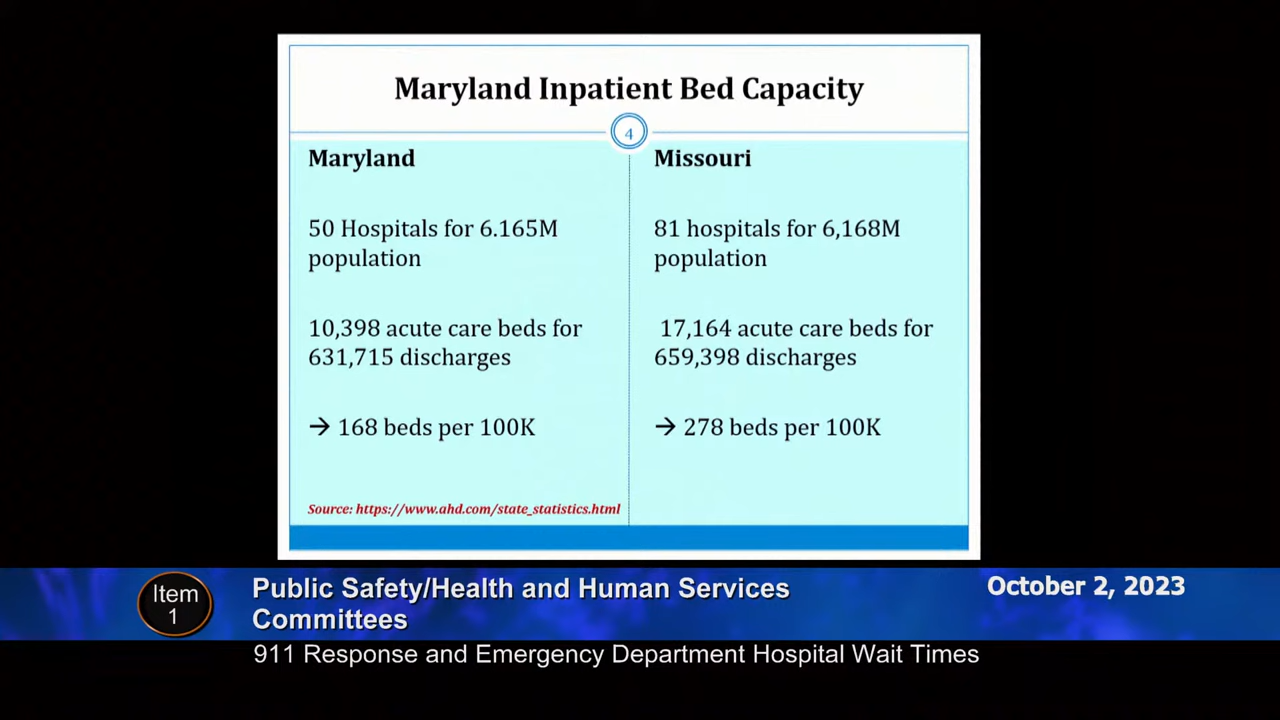 Maryland Inpatient Bed Capacity
4
Maryland
50 Hospitals for 6.165M
population
10,398 acute care beds for
631,715 discharges
→ 168 beds per 100K
Source: https://www.ahd.com/state_statistics.html
Missouri
81 hospitals for 6,168M
population
17,164 acute care beds for
659,398 discharges
→ 278 beds per 100K
Item
1
Public Safety/Health and Human Services
Committees
October 2, 2023
911 Response and Emergency Department Hospital Wait Times